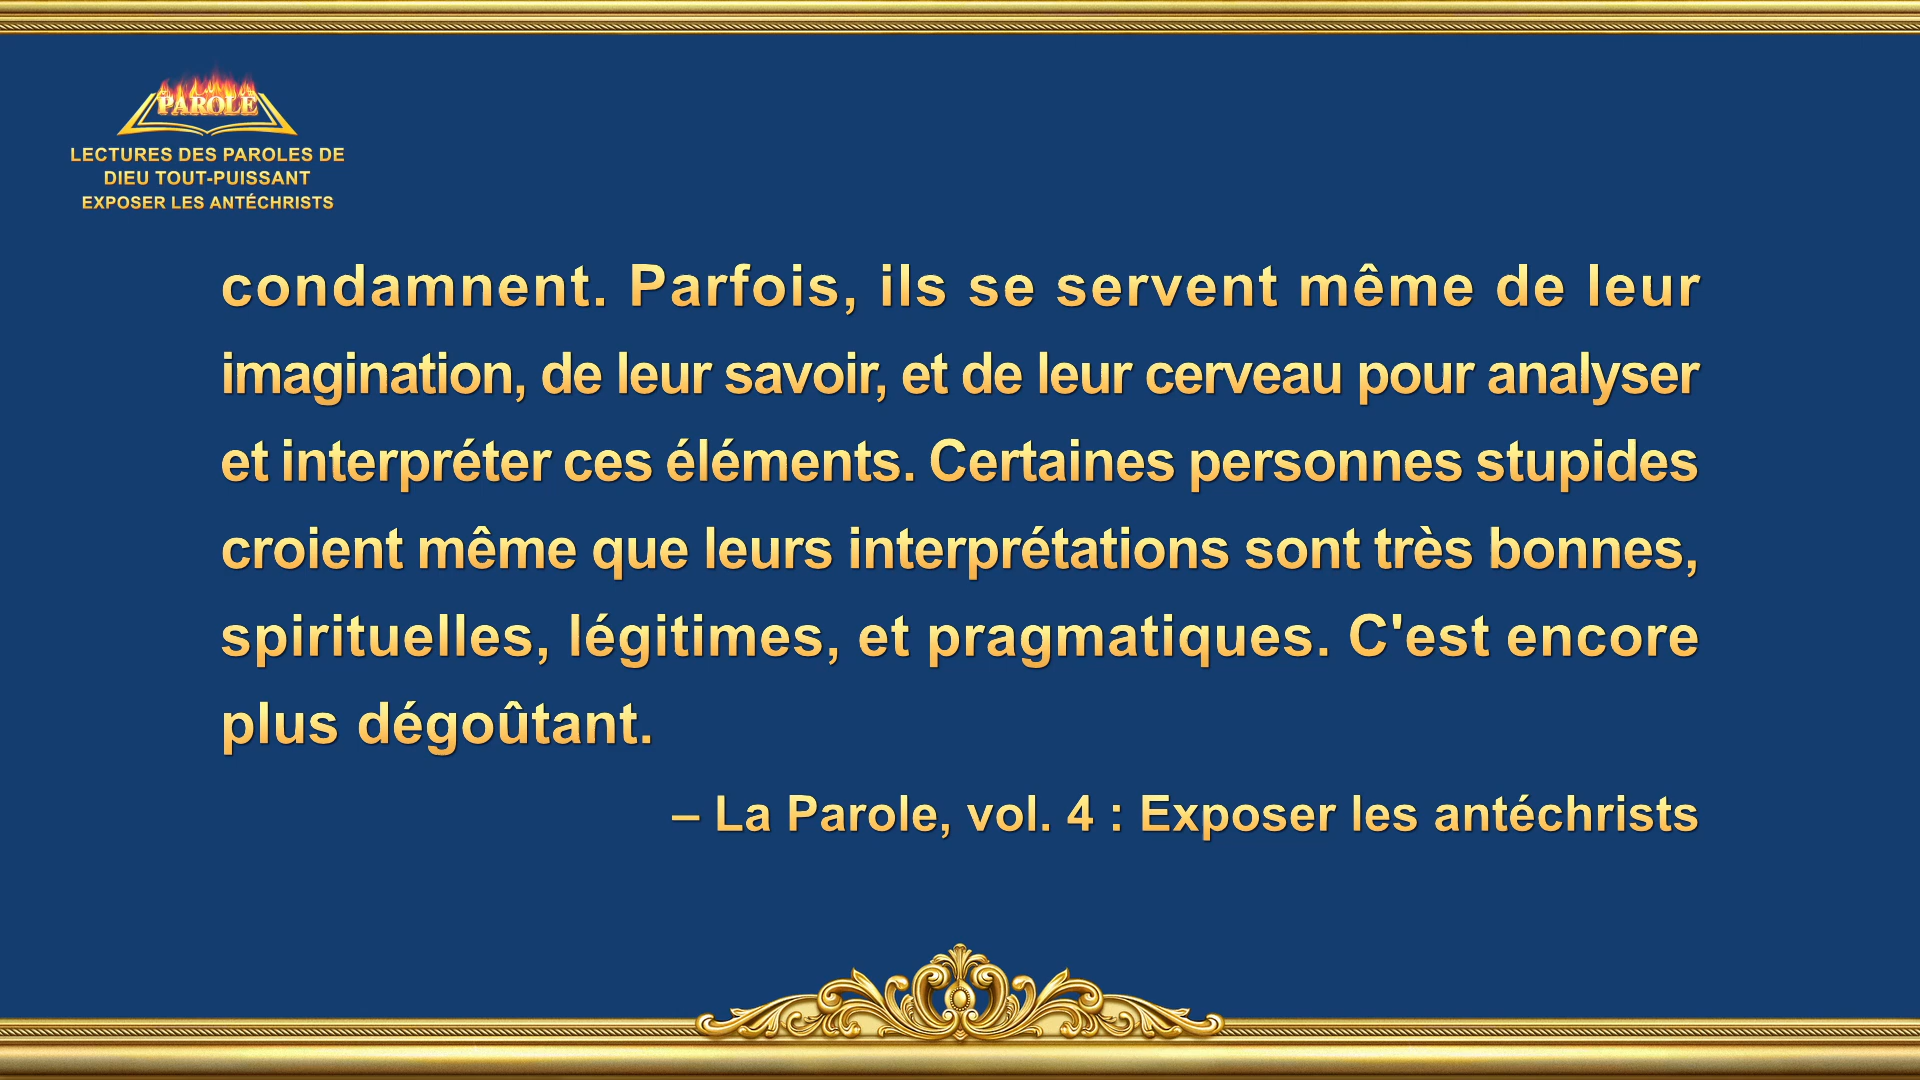 PAROLE
LECTURES DES PAROLES DE
DIEU TOUT-PUISSANT
EXPOSER LES ANTÉCHRISTS
condamnent. Parfois, ils se servent même de leur
imagination, de leur savoir, et de leur cerveau pour analyser
et interpréter ces éléments. Certaines personnes stupides
croient même que leurs interprétations sont très bonnes,
spirituelles, légitimes, et pragmatiques. C'est encore
plus dégoûtant.
– La Parole, vol. 4 : Exposer les antéchrists